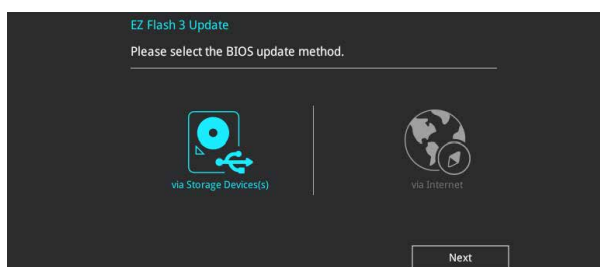 EZ Flash 3 Update
Please select the BIOS update method.
via Storage Devices(s)
via Internet
Next